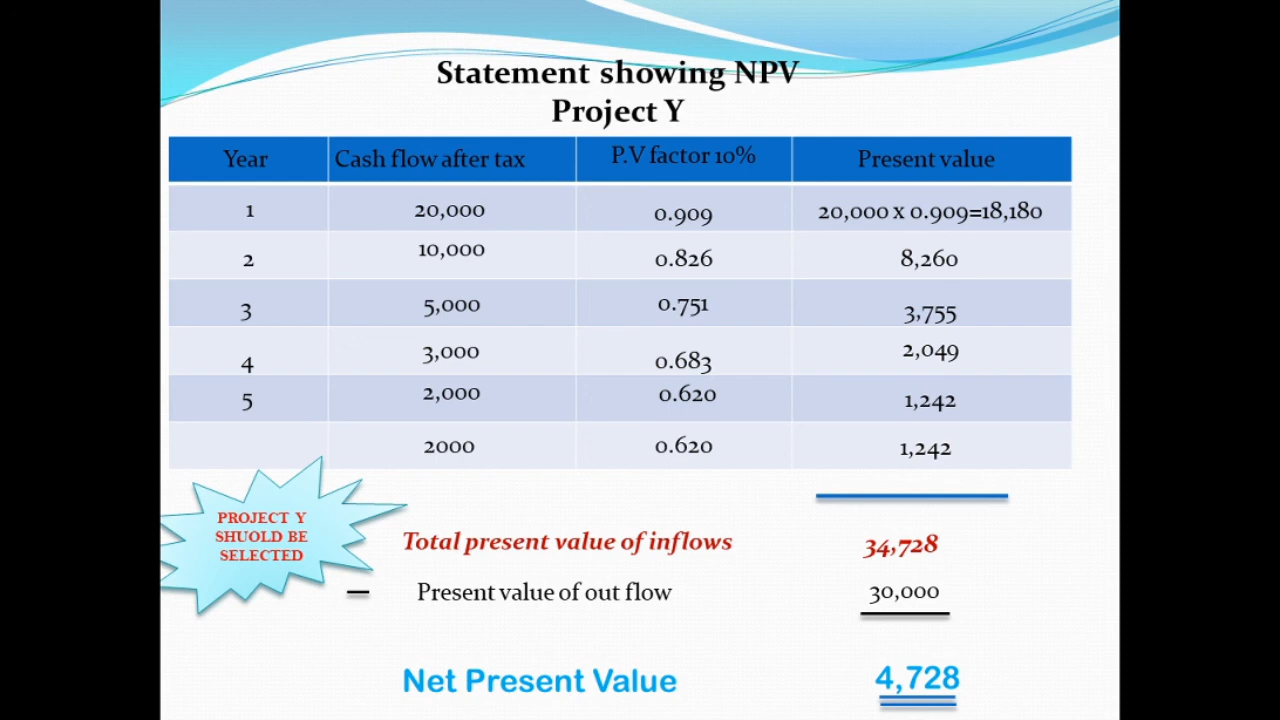 Statement showing NPV
Project Y
Year Cash flow after tax P.V factor 10% Present value
1 20,000 0.909 20,000 x 0.909=18,180
2 10,000 0.826 8,260
3 5,000 0.751 3,755
4 3,000 0.683 2,049
5 2,000 0.620 1,242
2000 0.620 1,242
PROJECT Y
SHUOLD BE
SELECTED
Total present value of inflows 34,728
— Present value of out flow 30,000
Net Present Value 4,728